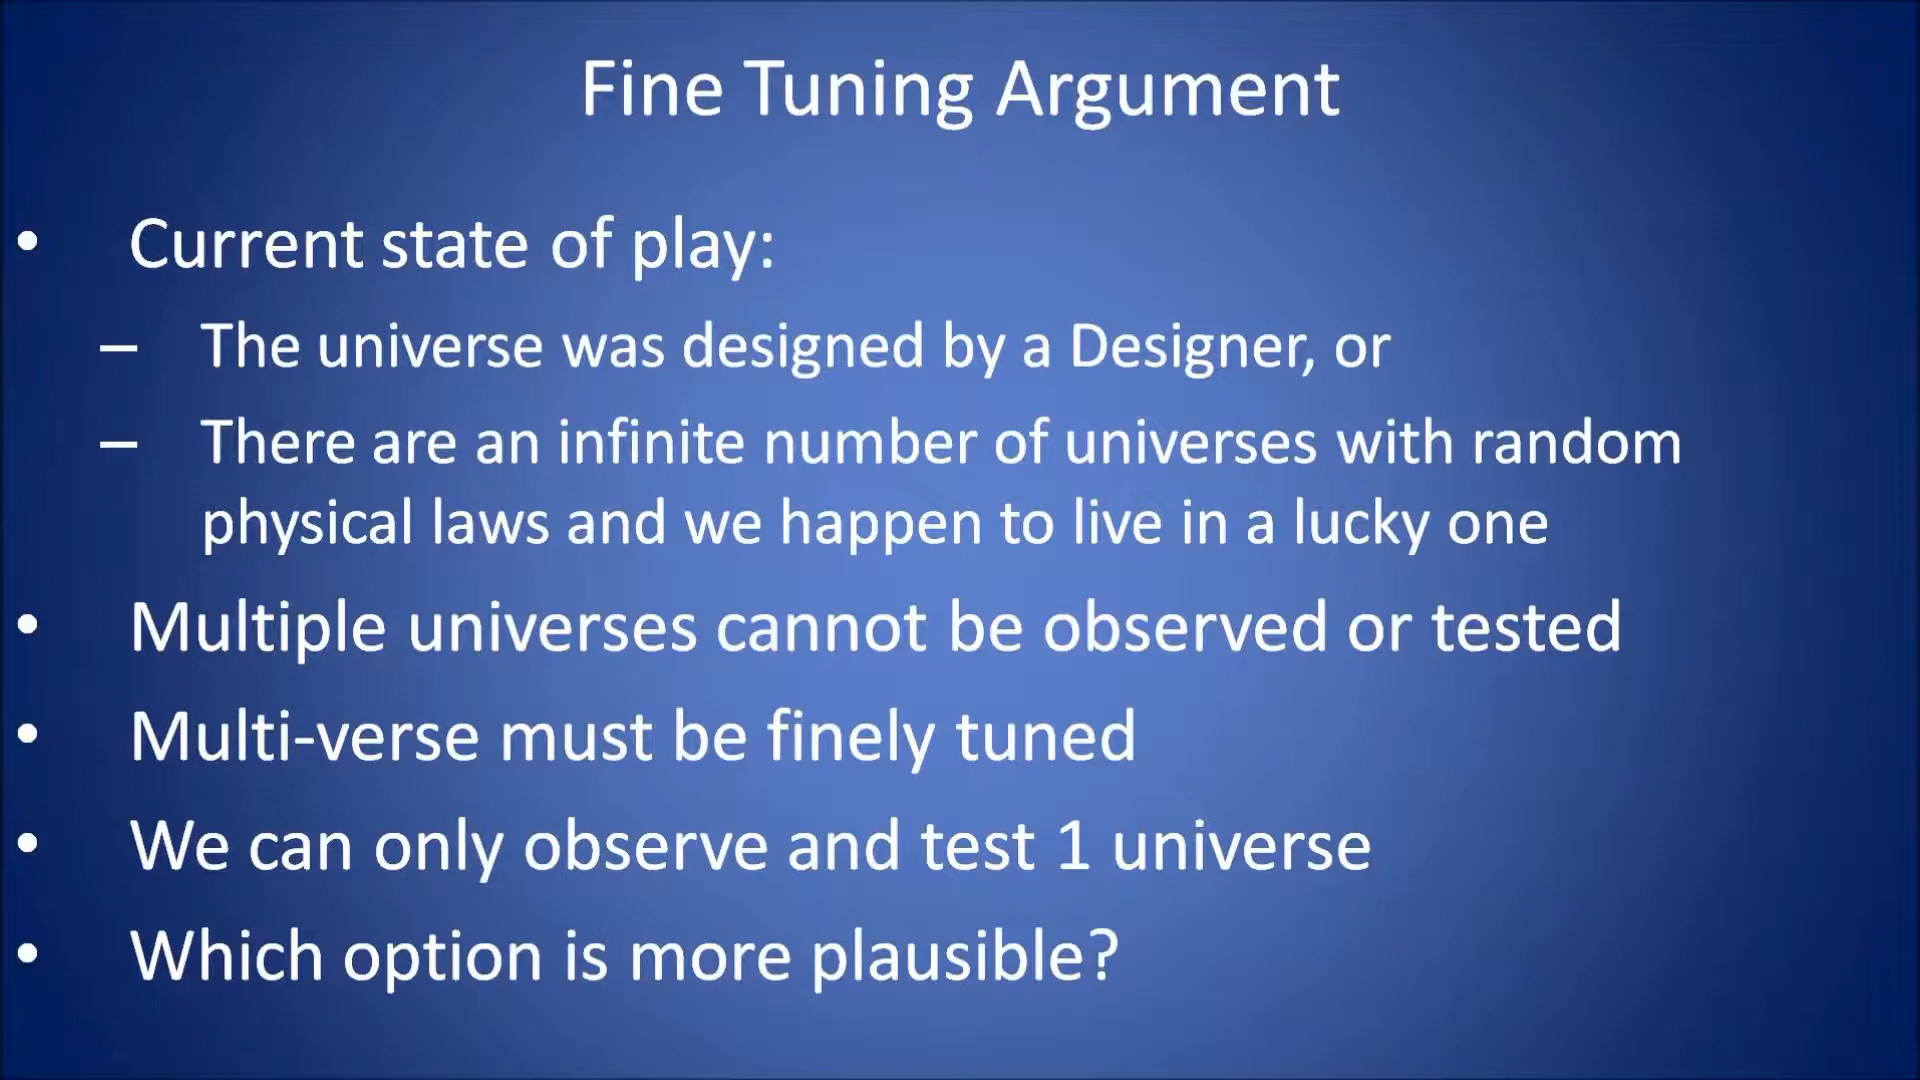 Fine Tuning Argument
• Current state of play:
– The universe was designed by a Designer, or
– There are an infinite number of universes with random
physical laws and we happen to live in a lucky one
• Multiple universes cannot be observed or tested
• Multi-verse must be finely tuned
• We can only observe and test 1 universe
• Which option is more plausible?